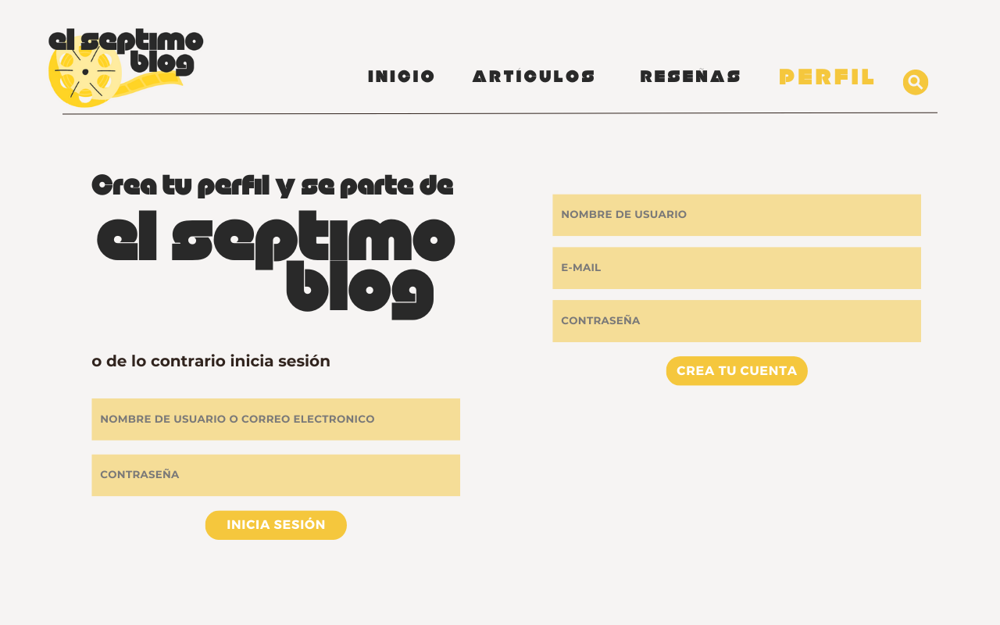 el septimo
blog
INICIO
ARTÍCULOS
RESEÑAS
PERFIL
Crea tu perfil y se parte de
el septimo
blog
o de lo contrario inicia sesión
NOMBRE DE USUARIO O CORREO ELECTRONICO
CONTRASEÑA
INICIA SESIÓN
NOMBRE DE USUARIO
E-MAIL
CONTRASEÑA
CREA TU CUENTA